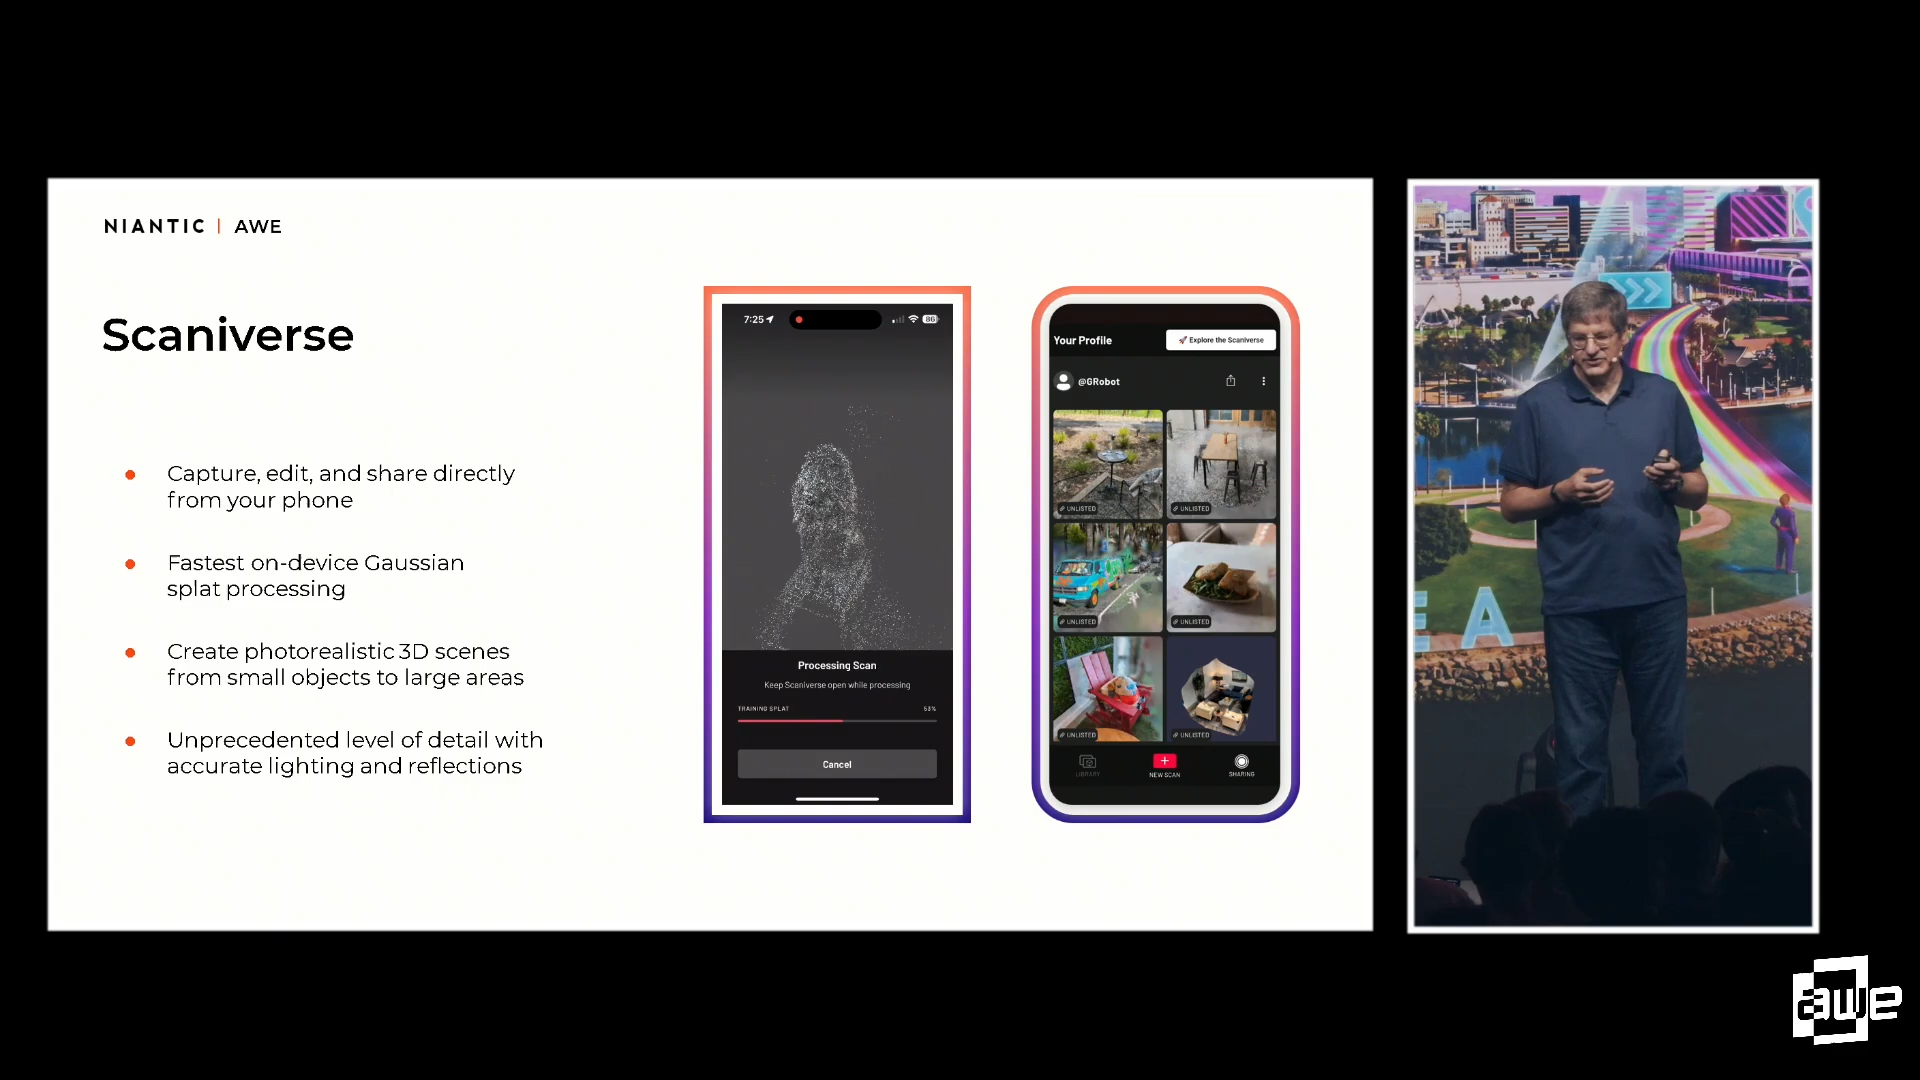 NIANTIC | AWE
Scaniverse
Capture, edit, and share directly
from your phone
Fastest on-device Gaussian
splat processing
Create photorealistic 3D scenes
from small objects to large areas
Unprecedented level of detail with
accurate lighting and reflections
7:25
86
Processing Scan
Keep Scaniverse open while processing
TRAINING SPLAT 53%
Cancel
Your Profile
Explore the Scaniverse
@GRobot
UNLISTED UNLISTED
UNLISTED UNLISTED
UNLISTED UNLISTED
LIBRARY NEW SCAN SHARING
EA
awe